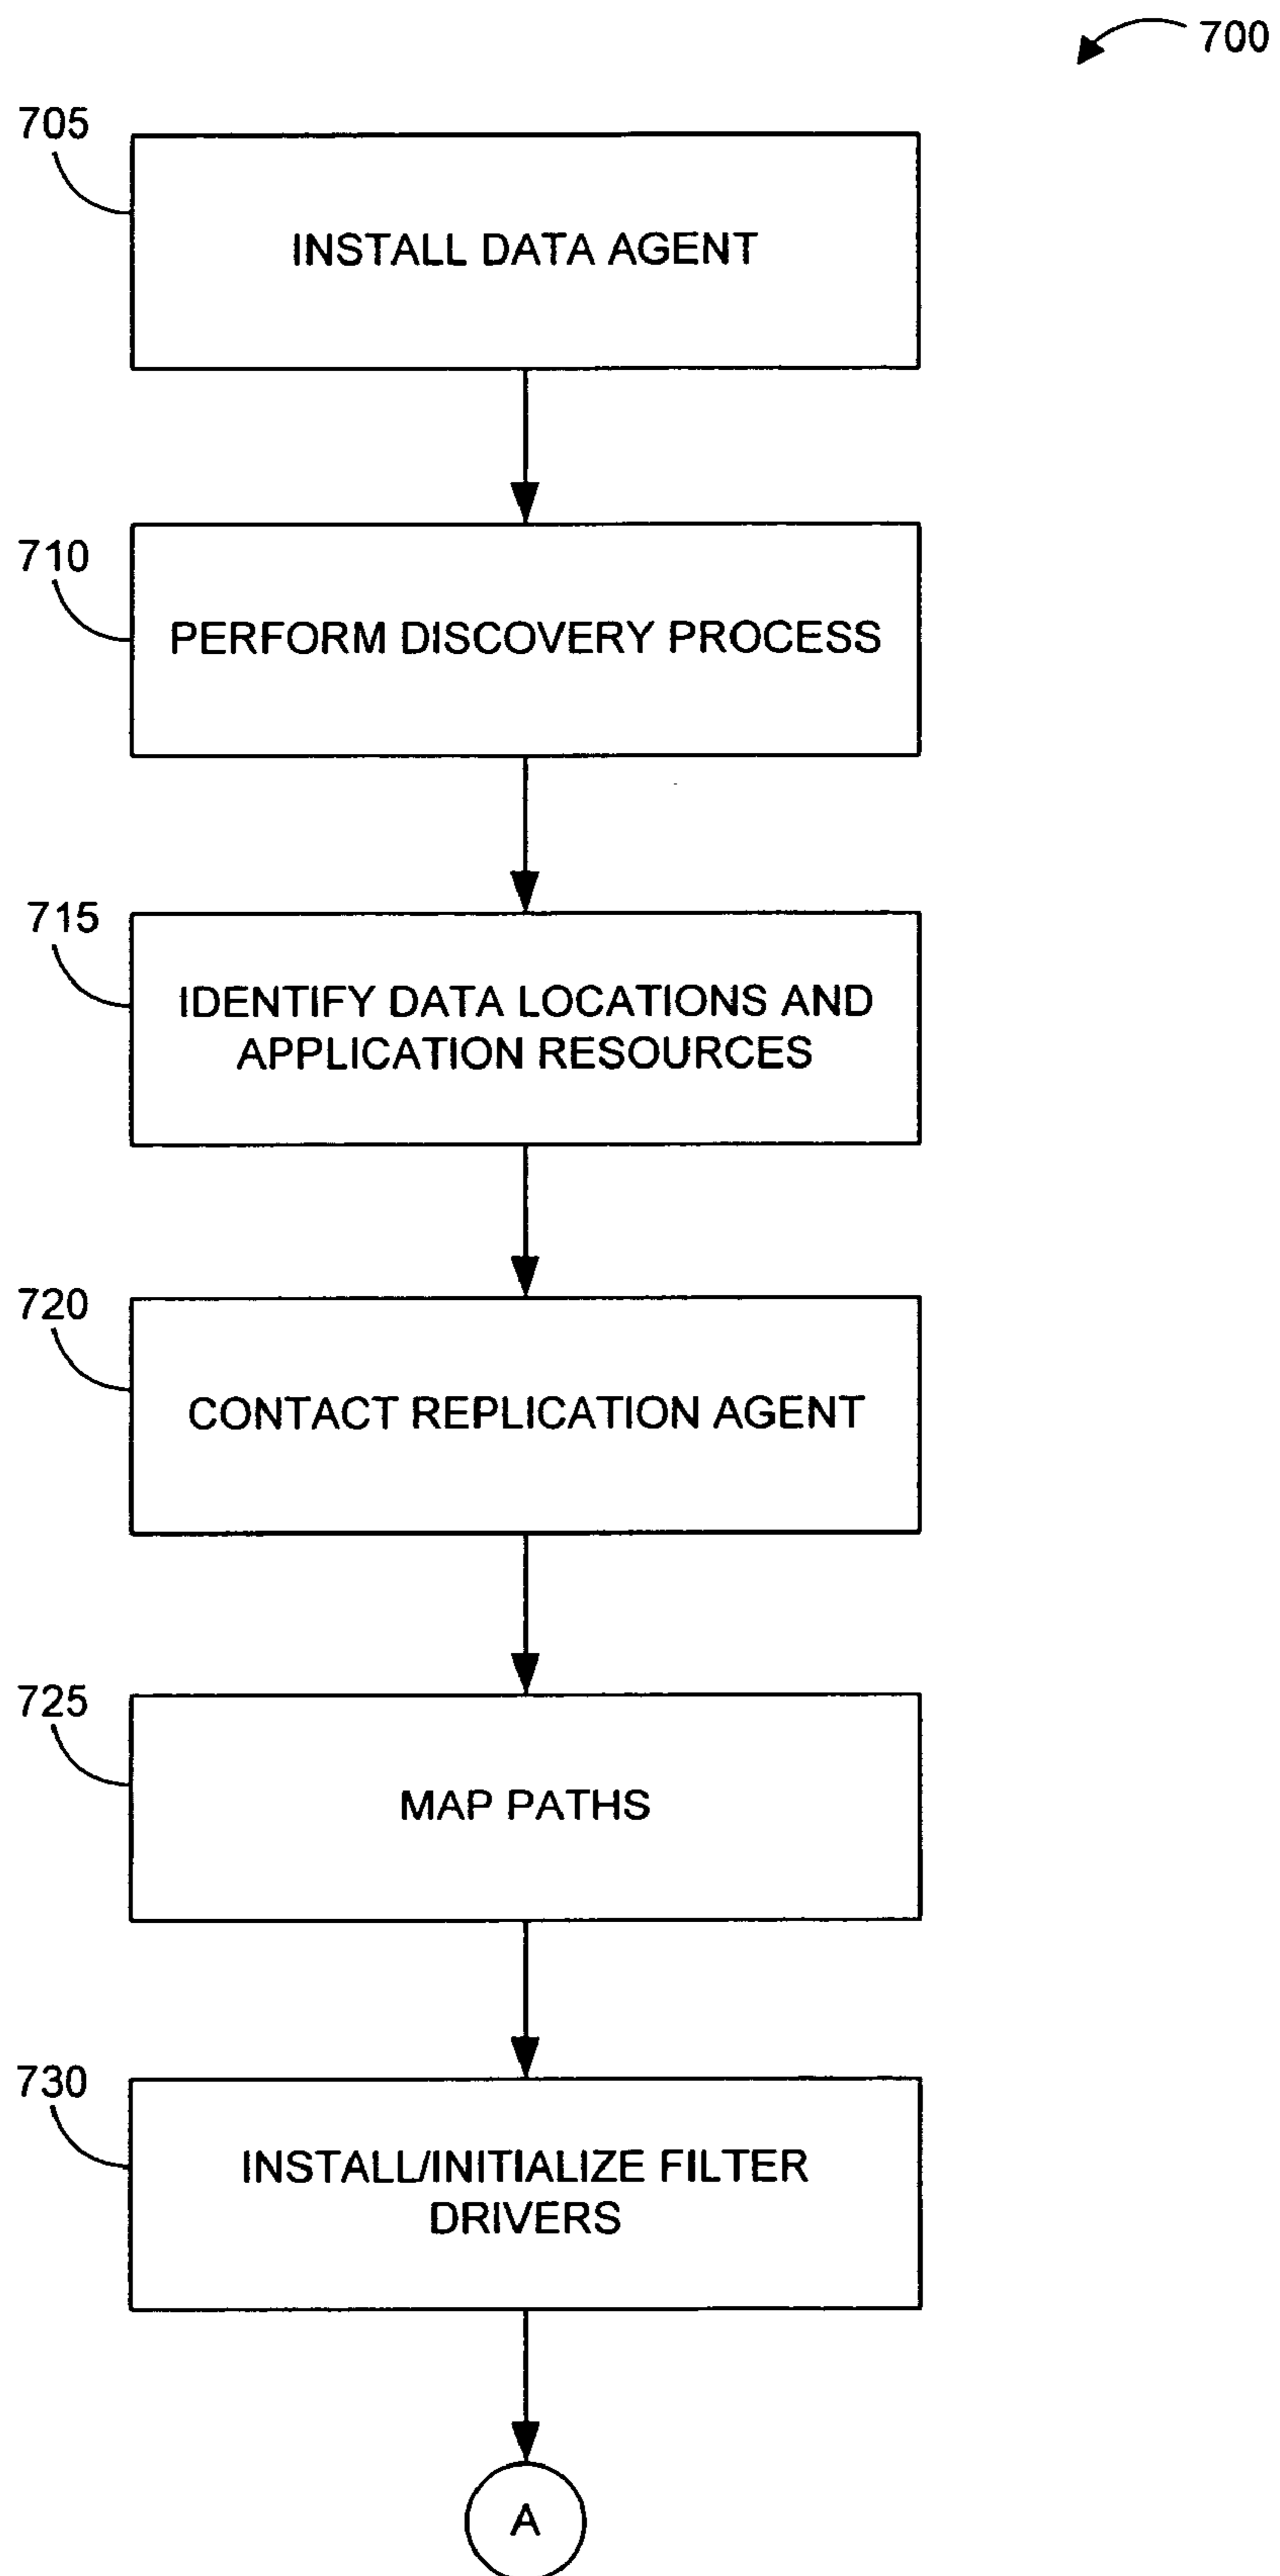 700
705
INSTALL DATA AGENT
710
PERFORM DISCOVERY PROCESS
715
IDENTIFY DATA LOCATIONS AND
APPLICATION RESOURCES
720
CONTACT REPLICATION AGENT
725
MAP PATHS
730
INSTALL/INITIALIZE FILTER
DRIVERS
A